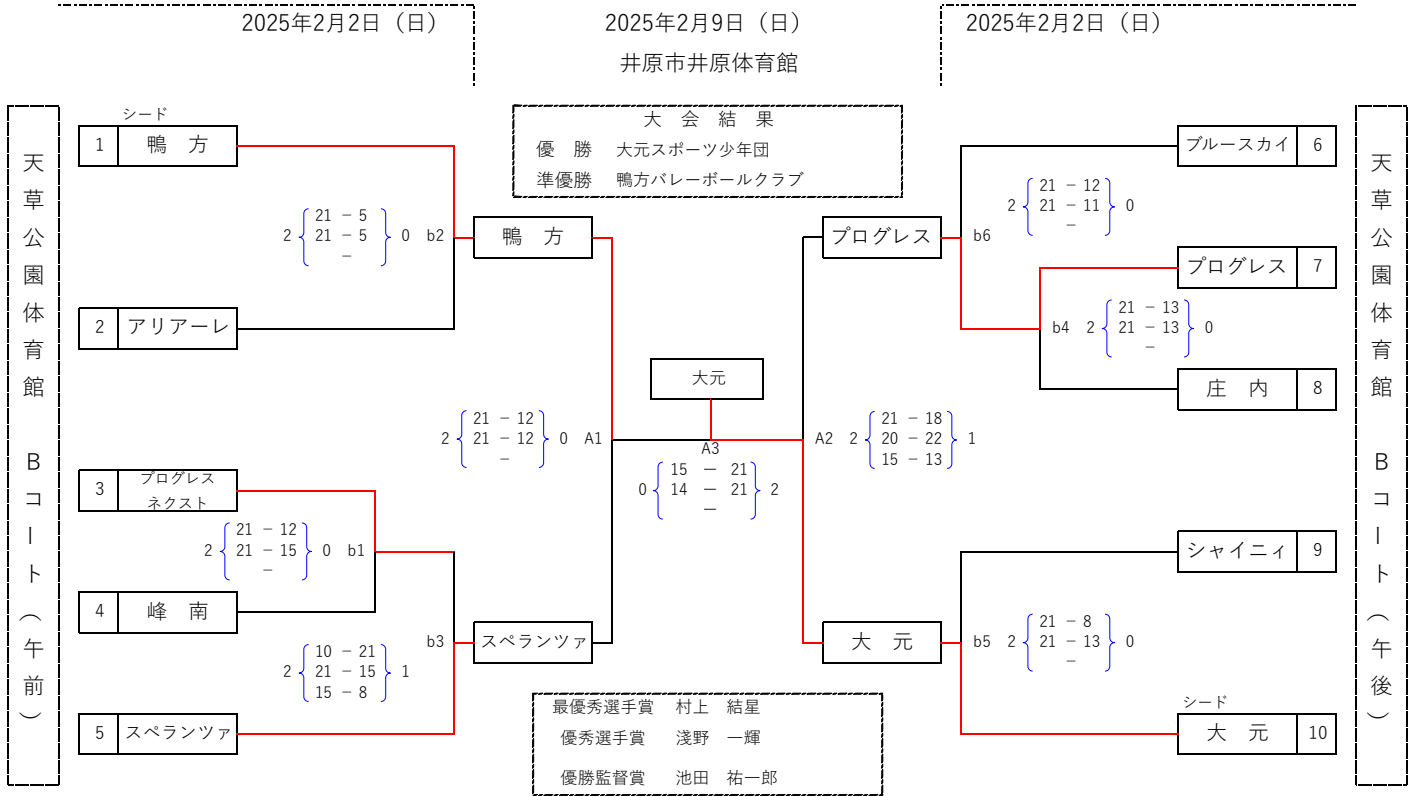 2025年2月2日（日）
2025年2月9日（日）
2025年2月2日（日）
井原市井原体育館
天草公園体育館　Bコート（午前）
シード
1 鴨　方
2 アリアーレ
3 プログレス
ネクスト
4 峰　南
5 スペランツァ
2 21 － 5 0 b2
21 － 5
－
鴨　方
2 21 － 12 0 b1
21 － 15
－
2 10 － 21 1 b3
21 － 15
15 － 8
スペランツァ
大　会　結　果
優　勝　大元スポーツ少年団
準優勝　鴨方バレーボールクラブ
2 21 － 12 0 A1
21 － 12
－
大元
A3
0 15 － 21 2
14 － 21
－
A2 2 21 － 18 1
20 － 22
15 － 13
最優秀選手賞　村上　結星
優秀選手賞　淺野　一輝
優勝監督賞　池田　祐一郎
プログレス
b6 2 21 － 12 0
21 － 11
－
b4 2 21 － 13 0
21 － 13
－
大　元
b5 2 21 － 8 0
21 － 13
－
ブルースカイ 6
プログレス 7
庄　内 8
シャイニィ 9
シード
大　元 10
天草公園体育館　Bコート（午後）